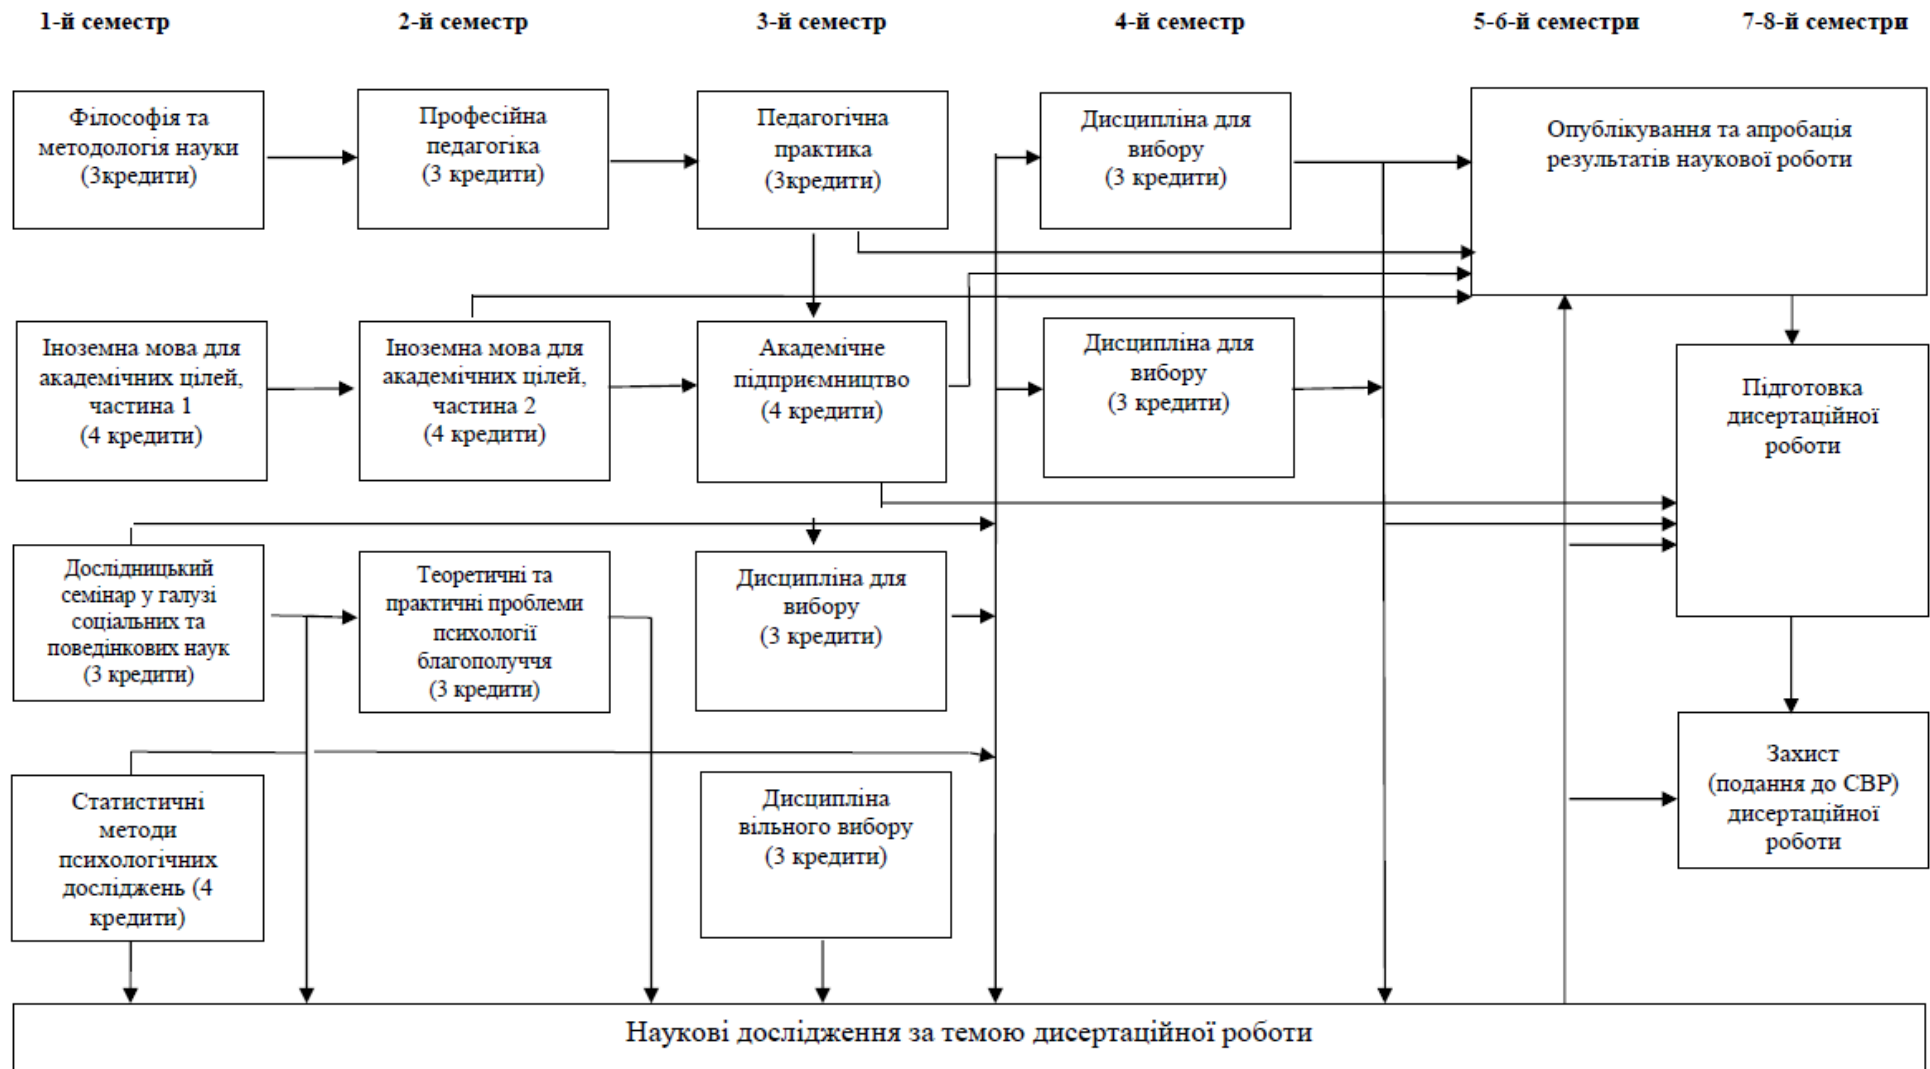 1-й семестр
2-й семестр
3-й семестр
4-й семестр
5-6-й семестри
7-8-й семестри
Філософія та
методологія науки
(3кредити)
Професійна
педагогіка
(3 кредити)
Педагогічна
практика
(3кредити)
Дисципліна для
вибору
(3 кредити)
Опублікування та апробація
результатів наукової роботи
Іноземна мова для
академічних цілей,
частина 1
(4 кредити)
Іноземна мова для
академічних цілей,
частина 2
(4 кредити)
Академічне
підприємництво
(4 кредити)
Дисципліна для
вибору
(3 кредити)
Підготовка
дисертаційної
роботи
Дослідницький
семінар у галузі
соціальних та
поведінкових наук
(3 кредити)
Теоретичні та
практичні проблеми
психології
благополуччя
(3 кредити)
Дисципліна для
вибору
(3 кредити)
Статистичні
методи
психологічних
досліджень (4
кредити)
Дисципліна
вільного вибору
(3 кредити)
Захист
(подання до СВР)
дисертаційної
роботи
Наукові дослідження за темою дисертаційної роботи